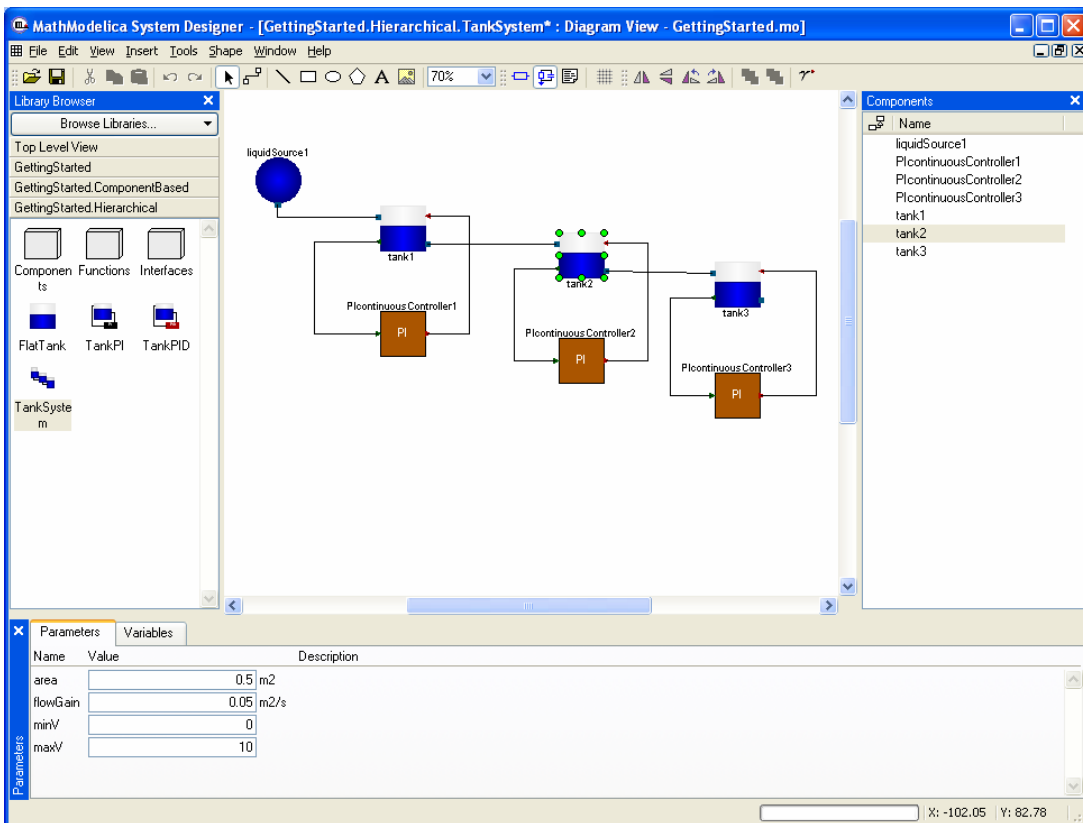 MathModelica System Designer - [GettingStarted.Hierarchical.TankSystem* : Diagram View - GettingStarted.mo]
File Edit View Insert Tools Shape Window Help
A 70%
Library Browser
Browse Libraries...
Top Level View
GettingStarted
GettingStarted.ComponentBased
GettingStarted.Hierarchical
Componen
ts
Functions
Interfaces
FlatTank
TankPI
TankPID
TankSyste
m
liquidSource1
tank1
PIcontinuousController1
PI
tank2
PIcontinuousController2
PI
tank3
PIcontinuousController3
PI
Components
Name
liquidSource1
PIcontinuousController1
PIcontinuousController2
PIcontinuousController3
tank1
tank2
tank3
Parameters Variables
Name Value Description
area 0.5 m2
flowGain 0.05 m2/s
minV 0
maxV 10
Parameters
X: -102.05 Y: 82.78